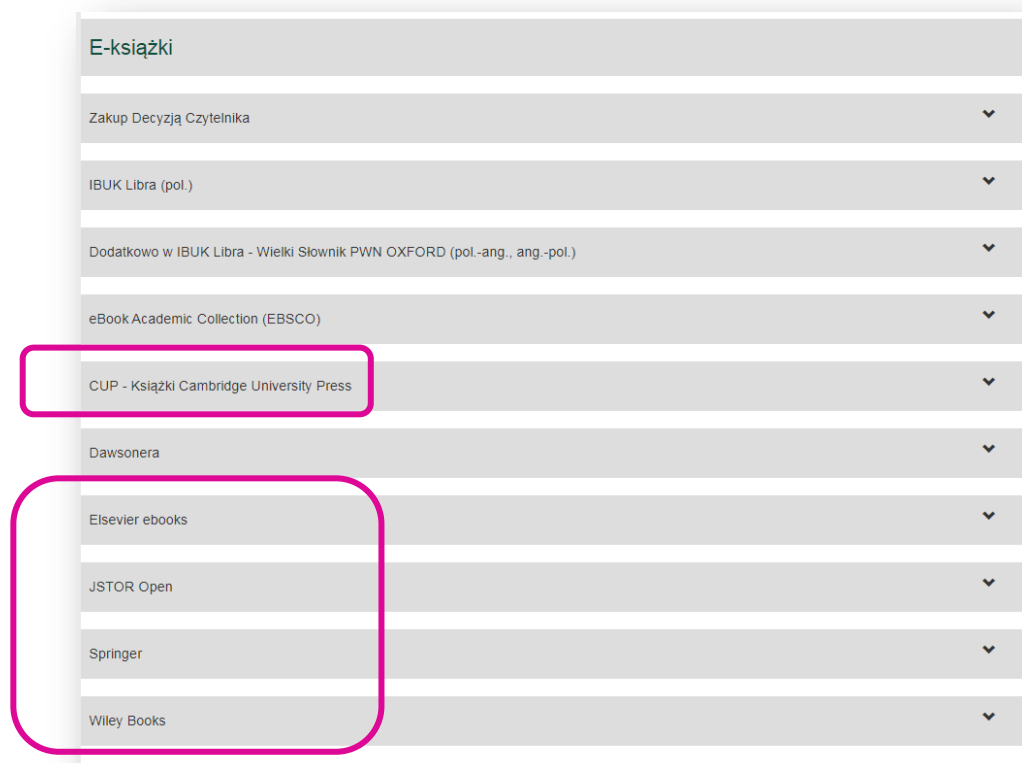 E-książki
Zakup Decyzją Czytelnika
IBUK Libra (pol.)
Dodatkowo w IBUK Libra - Wielki Słownik PWN OXFORD (pol.-ang., ang.-pol.)
eBook Academic Collection (EBSCO)
CUP - Książki Cambridge University Press
Dawsonera
Elsevier ebooks
JSTOR Open
Springer
Wiley Books